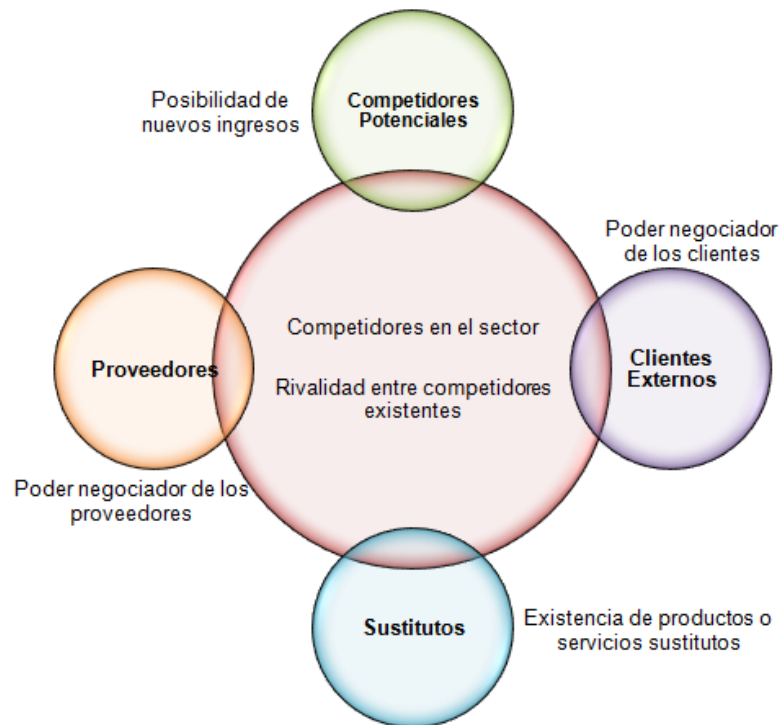 Posibilidad de
nuevos ingresos
Competidores
Potenciales
Poder negociador
de los clientes
Competidores en el sector
Proveedores
Clientes
Externos
Rivalidad entre competidores
existentes
Poder negociador de los
proveedores
Sustitutos
Existencia de productos o
servicios sustitutos